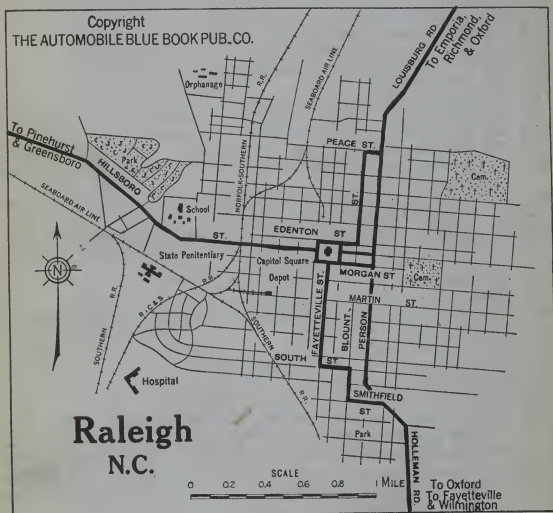 Copyright
THE AUTOMOBILE BLUE BOOK PUB. CO.
LOUISBURG RD.
To Emporia,
Richmond,
& Oxford
Orphanage
R.R.
SEABOARD AIR LINE
PEACE ST.
To Pinehurst
& Greensboro
Park
HILLSBORO
ST.
Cem.
SEABOARD AIR LINE
School
NORFOLK-SOUTHERN
ST.
EDENTON ST
State Penitentiary
Capitol Square
MORGAN ST
Cem.
N
R.R.
Depot
MARTIN ST.
R.R.
R,C&S
FAYETTEVILLE ST.
BLOUNT
PERSON
SOUTHERN
SOUTHERN
SOUTH ST
R.R.
Hospital
SMITHFIELD
ST
Park
Raleigh
N.C.
HOLLEMAN RD.
SCALE
0 0.2 0.4 0.6 0.8 1 MILE
To Oxford
To Fayetteville
& Wilmington